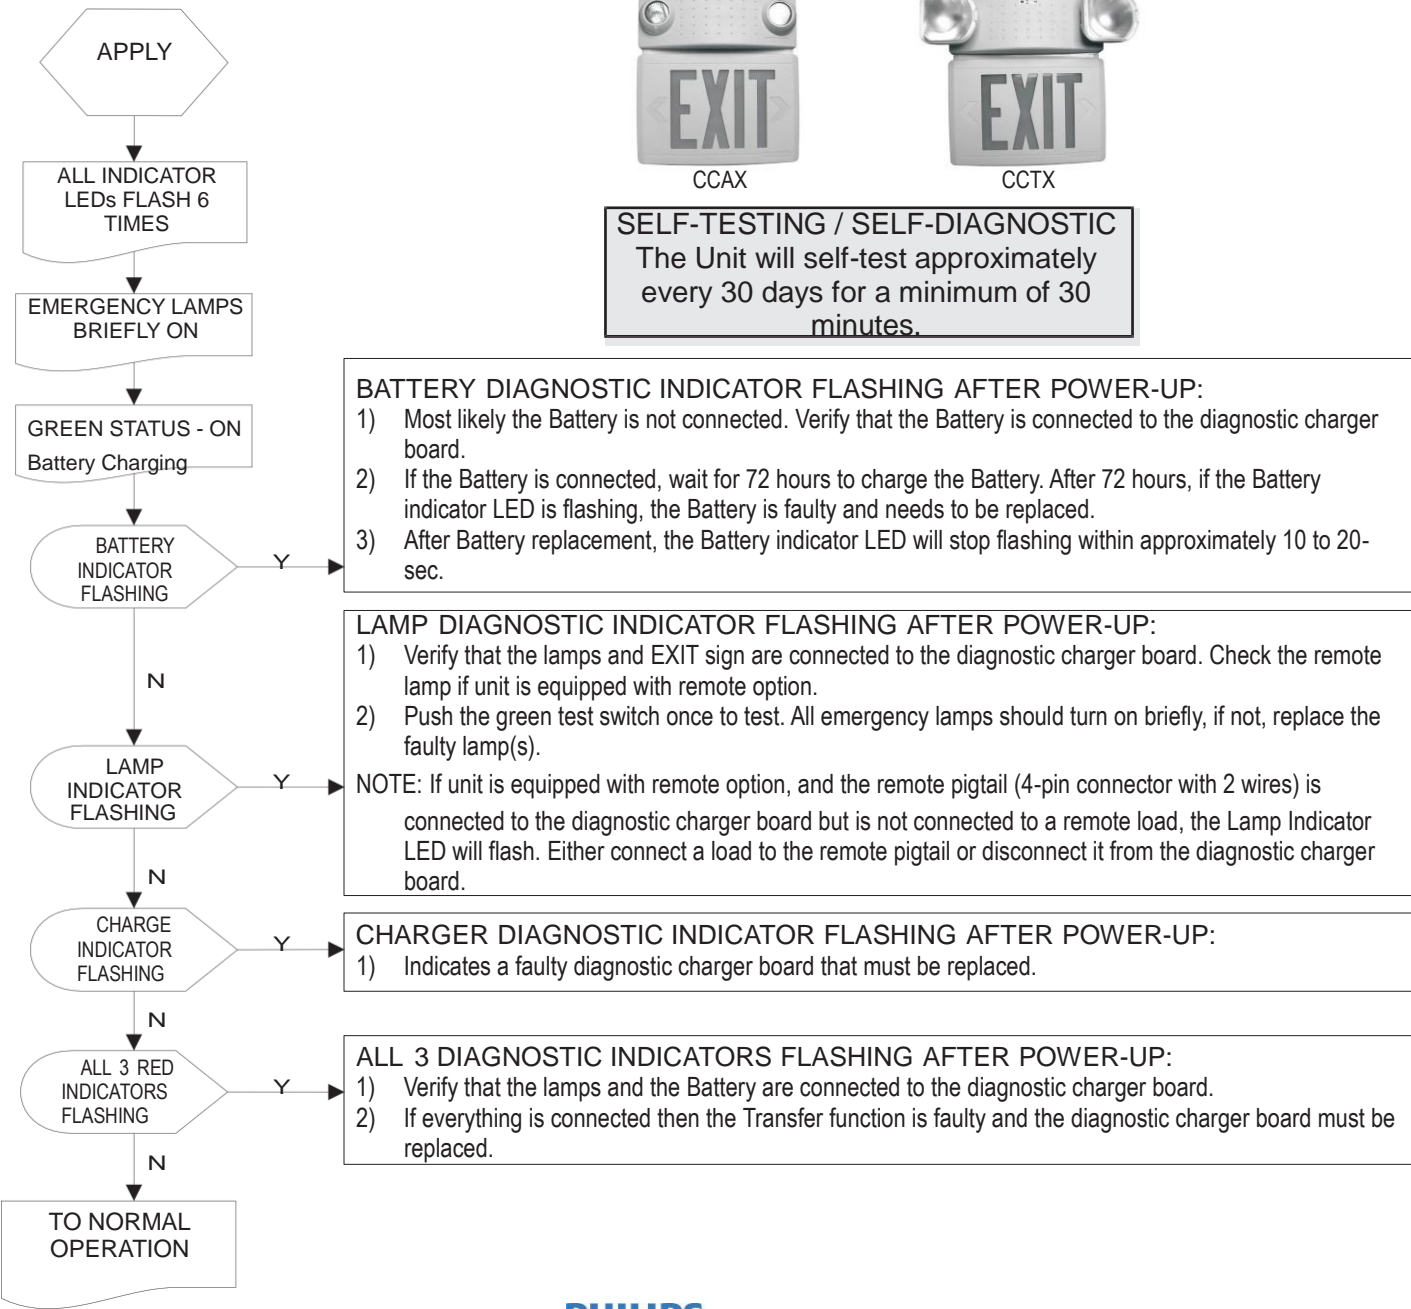 APPLY
ALL INDICATOR
LEDs FLASH 6
TIMES
EMERGENCY LAMPS
BRIEFLY ON
GREEN STATUS - ON
Battery Charging
BATTERY
INDICATOR
FLASHING
Y
N
LAMP
INDICATOR
FLASHING
Y
N
CHARGE
INDICATOR
FLASHING
Y
N
ALL 3 RED
INDICATORS
FLASHING
Y
N
TO NORMAL
OPERATION
EXIT
CCAX
EXIT
CCTX
SELF-TESTING / SELF-DIAGNOSTIC
The Unit will self-test approximately
every 30 days for a minimum of 30
minutes.
BATTERY DIAGNOSTIC INDICATOR FLASHING AFTER POWER-UP:
1) Most likely the Battery is not connected. Verify that the Battery is connected to the diagnostic charger
board.
2) If the Battery is connected, wait for 72 hours to charge the Battery. After 72 hours, if the Battery
indicator LED is flashing, the Battery is faulty and needs to be replaced.
3) After Battery replacement, the Battery indicator LED will stop flashing within approximately 10 to 20-
sec.
LAMP DIAGNOSTIC INDICATOR FLASHING AFTER POWER-UP:
1) Verify that the lamps and EXIT sign are connected to the diagnostic charger board. Check the remote
lamp if unit is equipped with remote option.
2) Push the green test switch once to test. All emergency lamps should turn on briefly, if not, replace the
faulty lamp(s).
NOTE: If unit is equipped with remote option, and the remote pigtail (4-pin connector with 2 wires) is
connected to the diagnostic charger board but is not connected to a remote load, the Lamp Indicator
LED will flash. Either connect a load to the remote pigtail or disconnect it from the diagnostic charger
board.
CHARGER DIAGNOSTIC INDICATOR FLASHING AFTER POWER-UP:
1) Indicates a faulty diagnostic charger board that must be replaced.
ALL 3 DIAGNOSTIC INDICATORS FLASHING AFTER POWER-UP:
1) Verify that the lamps and the Battery are connected to the diagnostic charger board.
2) If everything is connected then the Transfer function is faulty and the diagnostic charger board must be
replaced.
PHILIPS